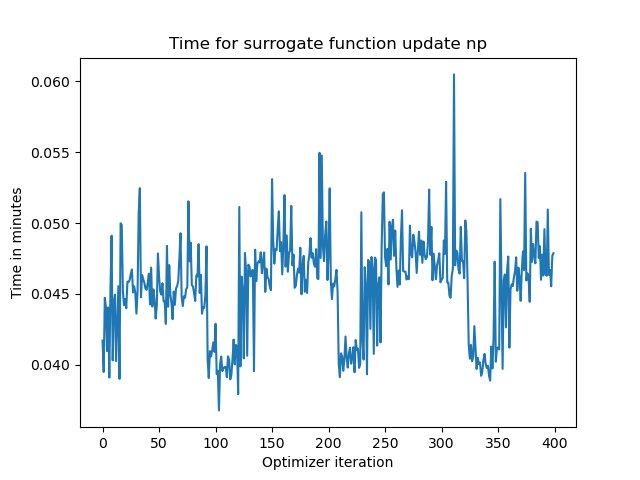 Time for surrogate function update np
0.060
0.055
0.050
0.045
0.040
Time in minutes
0 50 100 150 200 250 300 350 400
Optimizer iteration